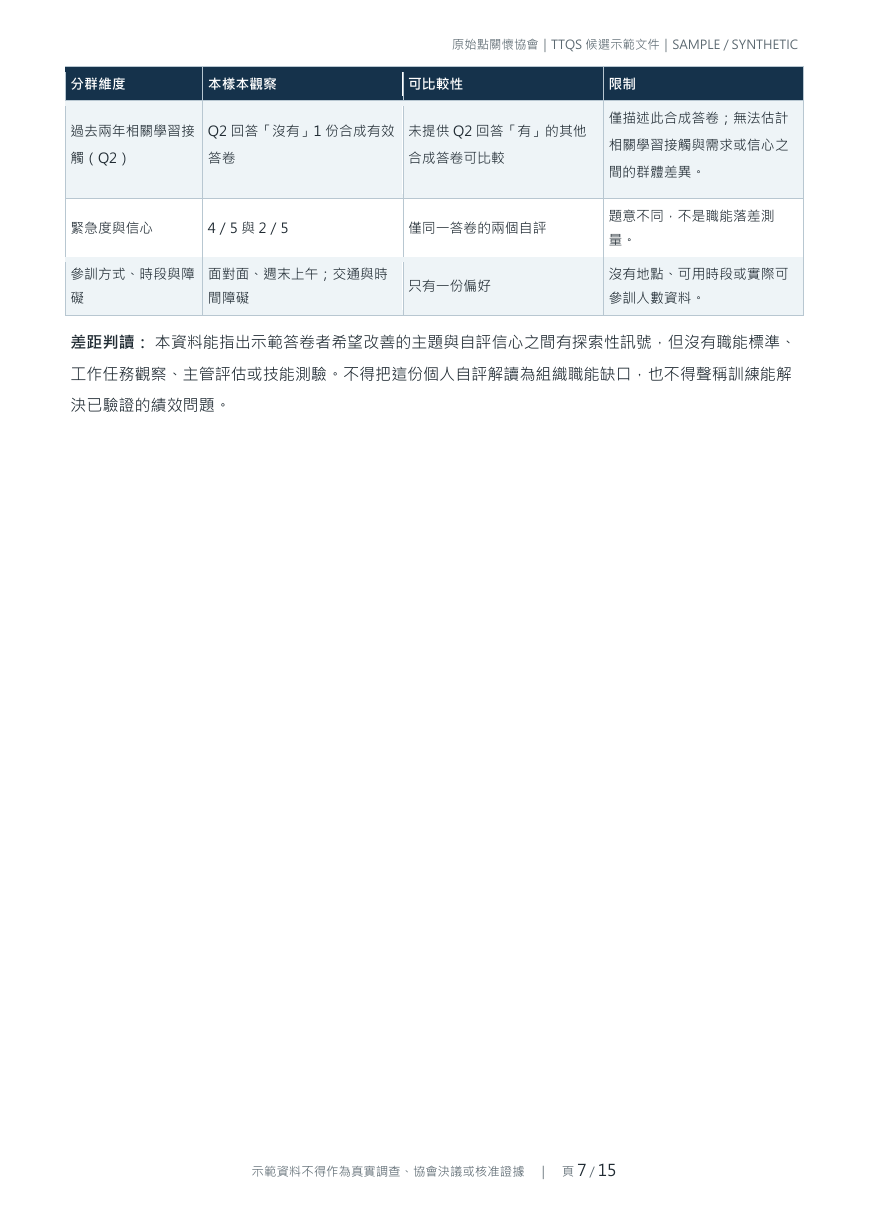 原始點關懷協會 | TTQS 候選示範文件 | SAMPLE / SYNTHETIC
分群維度 本樣本觀察 可比較性 限制
過去兩年相關學習接
觸（Q2）
Q2 回答「沒有」1 份合成有效
答卷
未提供 Q2 回答「有」的其他
合成答卷可比較
僅描述此合成答卷；無法估計
相關學習接觸與需求或信心之
間的群體差異。
緊急度與信心
4 / 5 與 2 / 5
僅同一答卷的兩個自評
題意不同，不是職能落差測
量。
參訓方式、時段與障
礙
面對面、週末上午；交通與時
間障礙
只有一份偏好
沒有地點、可用時段或實際可
參訓人數資料。
差距判讀： 本資料能指出示範答卷者希望改善的主題與自評信心之間有探索性訊號，但沒有職能標準、
工作任務觀察、主管評估或技能測驗。不得把這份個人自評解讀為組織職能缺口，也不得聲稱訓練能解
決已驗證的績效問題。
示範資料不得作為真實調查、協會決議或核准證據 | 頁 7 / 15